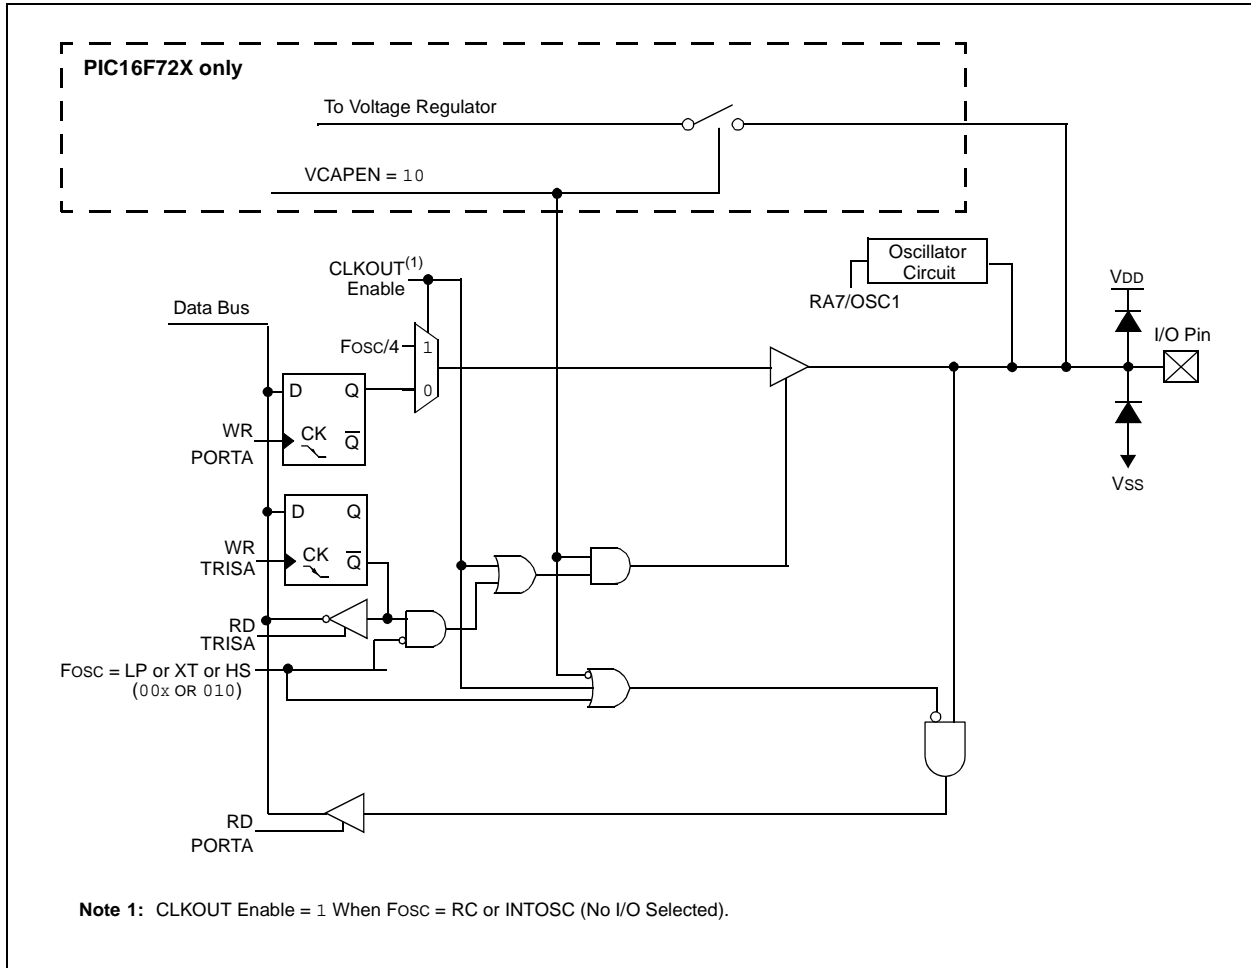 PIC16F72X only
To Voltage Regulator
VCAPEN = 10
CLKOUT(1)
Enable
Oscillator
Circuit
RA7/OSC1
VDD
I/O Pin
Data Bus
FOSC/4
1
0
D
Q
WR
PORTA
CK
Q
VSS
D
Q
WR
TRISA
CK
Q
RD
TRISA
FOSC = LP or XT or HS
(00x OR 010)
RD
PORTA
Note 1: CLKOUT Enable = 1 When FOSC = RC or INTOSC (No I/O Selected).